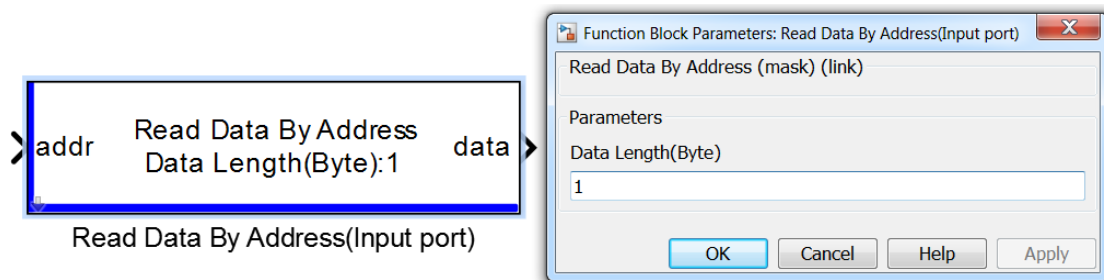 addr
Read Data By Address
Data Length(Byte):1
data
Read Data By Address(Input port)
Function Block Parameters: Read Data By Address(Input port)
Read Data By Address (mask) (link)
Parameters
Data Length(Byte)
1
OK
Cancel
Help
Apply